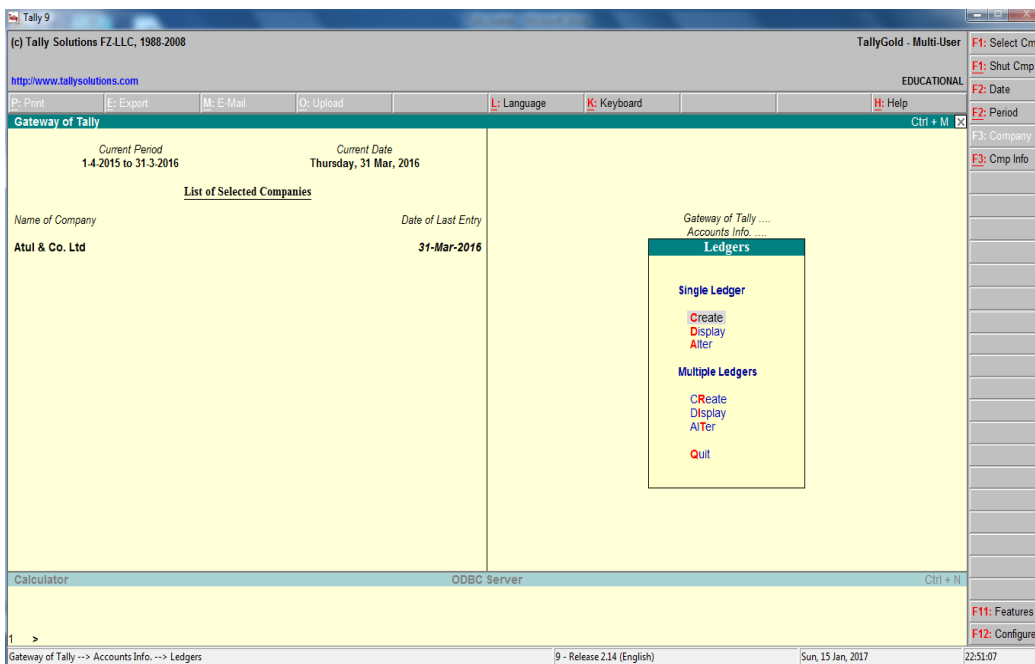 Tally 9
(c) Tally Solutions FZ-LLC, 1988-2008 TallyGold - Multi-User
http://www.tallysolutions.com EDUCATIONAL
P: Print E: Export M: E-Mail O: Upload L: Language K: Keyboard H: Help
Gateway of Tally Ctrl + M
Current Period Current Date
1-4-2015 to 31-3-2016 Thursday, 31 Mar, 2016
List of Selected Companies
Name of Company Date of Last Entry
Atul & Co. Ltd 31-Mar-2016
Gateway of Tally ....
Accounts Info. ....
Ledgers
Single Ledger
Create
Display
Alter
Multiple Ledgers
CReate
DIsplay
AlTer
Quit
F1: Select Cm
F1: Shut Cmp
F2: Date
F2: Period
F3: Company
F3: Cmp Info
F11: Features
F12: Configure
Calculator ODBC Server Ctrl + N
1 >
Gateway of Tally --> Accounts Info. --> Ledgers 9 - Release 2.14 (English) Sun, 15 Jan, 2017 22:51:07